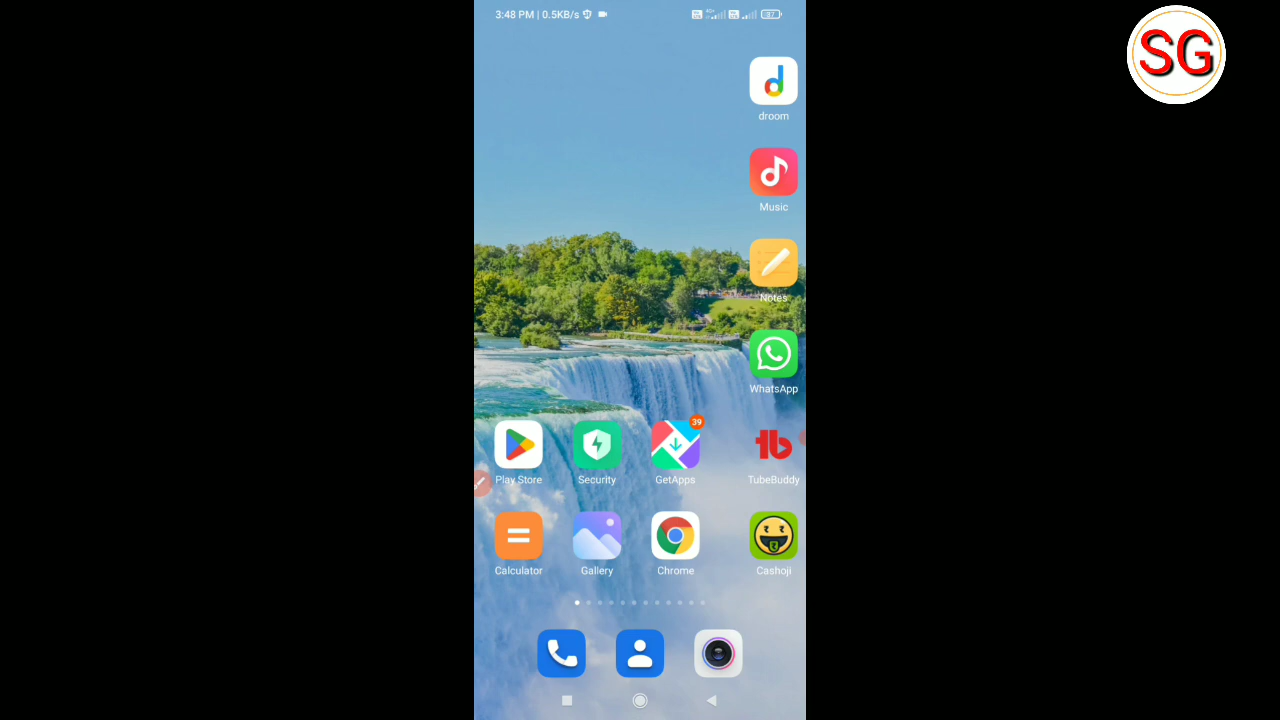 3:48 PM | 0.5KB/s
SG
droom
Music
Notes
WhatsApp
39
Play Store
Security
GetApps
TubeBuddy
Calculator
Gallery
Chrome
Cashoji